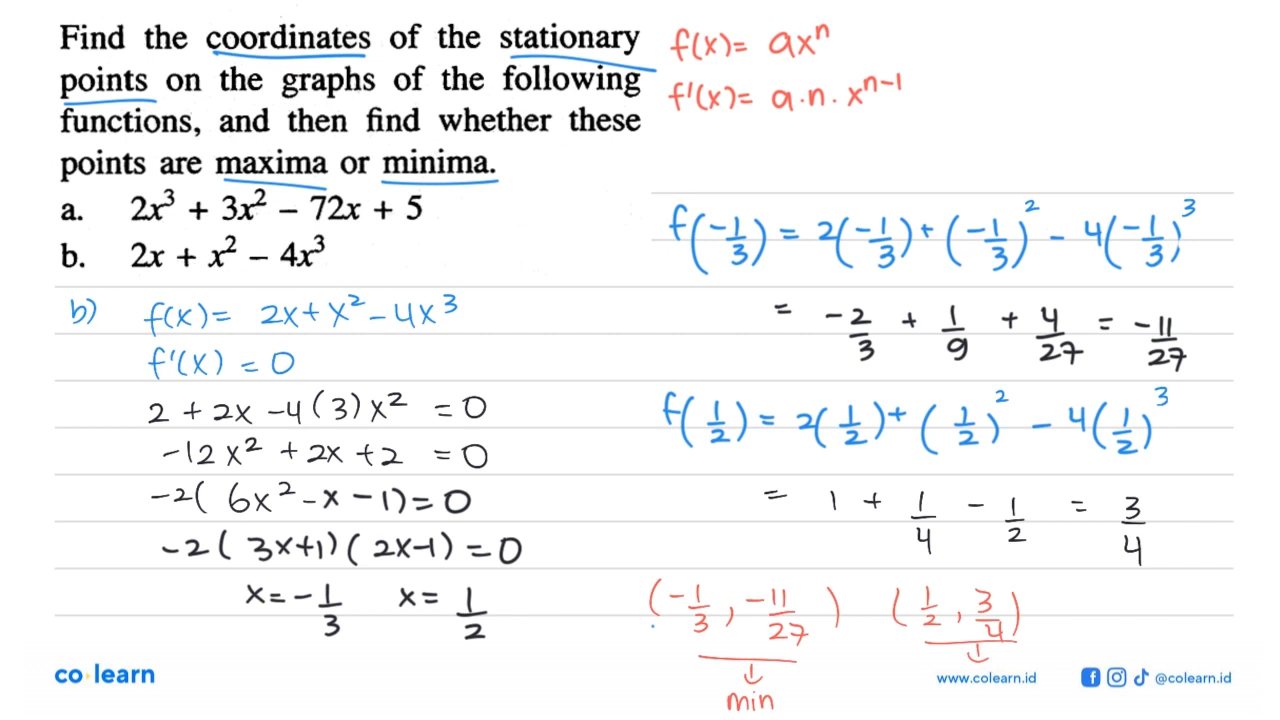 Find the coordinates of the stationary
points on the graphs of the following
functions, and then find whether these
points are maxima or minima.
a. 2x³ + 3x² – 72x + 5
b. 2x + x² – 4x³
f(x)= axⁿ
f'(x)= a·n·xⁿ⁻¹
b) f(x)= 2x+x²-4x³
f'(x) = 0
2 + 2x -4(3)x² = 0
-12x² + 2x + 2 = 0
-2(6x²-x-1)=0
-2(3x+1)(2x-1)=0
x=-1/3 x=1/2
f(-1/3) = 2(-1/3)+(-1/3)² - 4(-1/3)³
= -2/3 + 1/9 + 4/27 = -11/27
f(1/2) = 2(1/2)+(1/2)² - 4(1/2)³
= 1 + 1/4 - 1/2 = 3/4
(-1/3, -11/27) (1/2, 3/4)
↓ ↓
min
co·learn
www.colearn.id @colearn.id